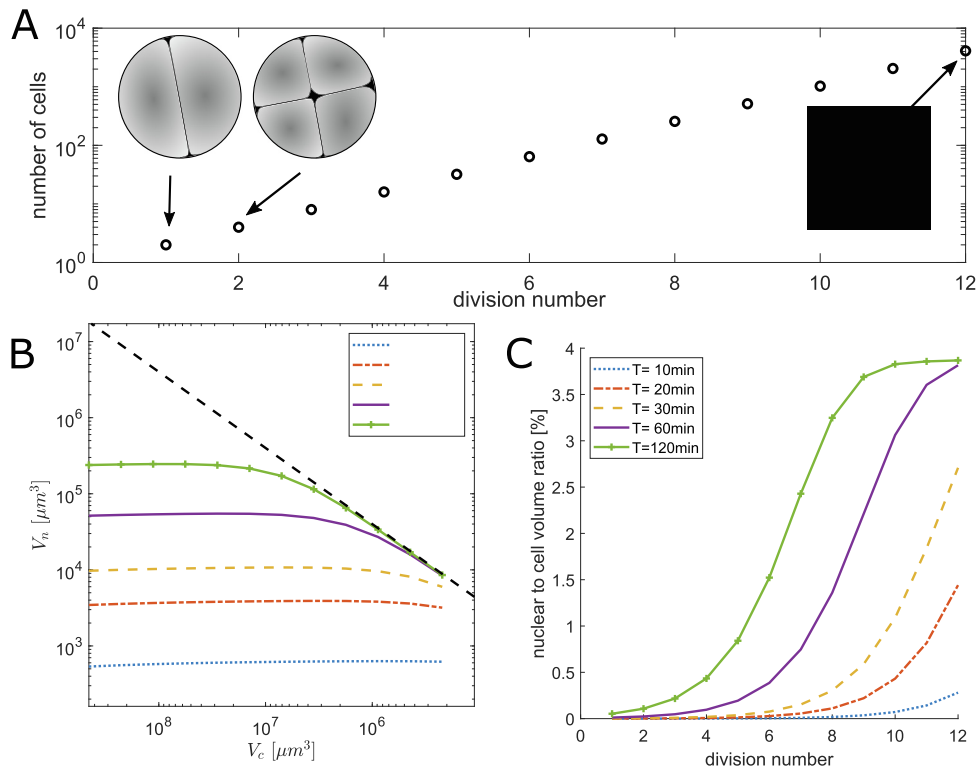 A
number of cells
10^4
10^2
10^0
0 2 4 6 8 10 12
division number
B
V_n [μm^3]
10^7
10^6
10^5
10^4
10^3
10^8 10^7 10^6
V_c [μm^3]
C
nuclear to cell volume ratio [%]
4
3.5
3
2.5
2
1.5
1
0.5
0
T= 10min
T= 20min
T= 30min
T= 60min
T=120min
0 2 4 6 8 10 12
division number